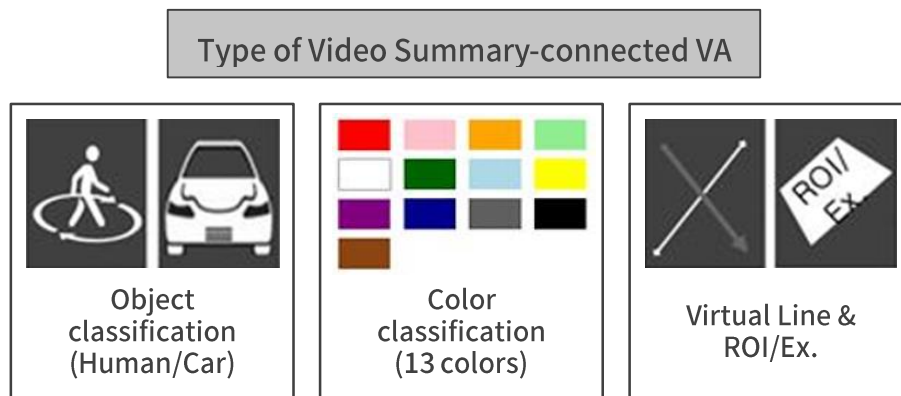 Type of Video Summary-connected VA
Object
classification
(Human/Car)
Color
classification
(13 colors)
ROI/
Ex.
Virtual Line &
ROI/Ex.